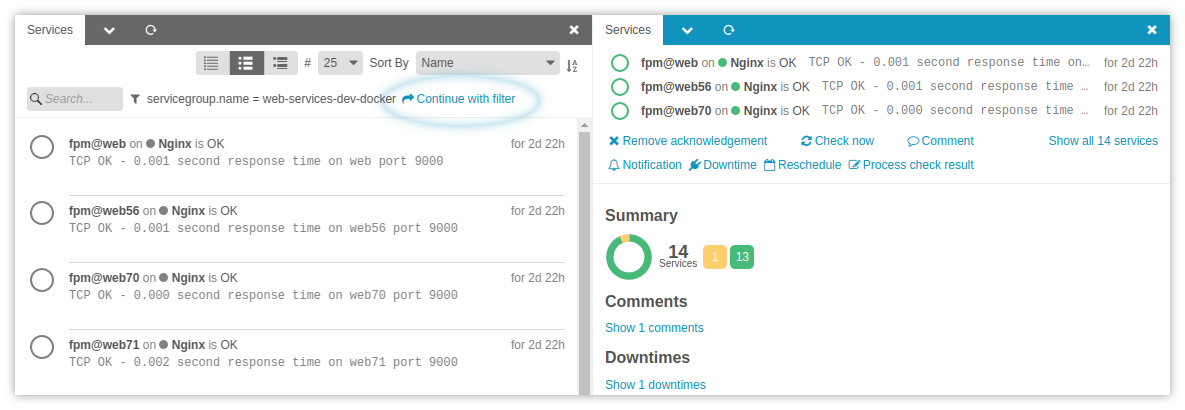 Services
# 25 Sort By Name
Search... servicegroup.name = web-services-dev-docker Continue with filter
fpm@web on Nginx is OK for 2d 22h
TCP OK - 0.001 second response time on web port 9000
fpm@web56 on Nginx is OK for 2d 22h
TCP OK - 0.001 second response time on web56 port 9000
fpm@web70 on Nginx is OK for 2d 22h
TCP OK - 0.000 second response time on web70 port 9000
fpm@web71 on Nginx is OK for 2d 22h
TCP OK - 0.002 second response time on web71 port 9000
Services
fpm@web on Nginx is OK TCP OK - 0.001 second response time on… for 2d 22h
fpm@web56 on Nginx is OK TCP OK - 0.001 second response time … for 2d 22h
fpm@web70 on Nginx is OK TCP OK - 0.000 second response time … for 2d 22h
Remove acknowledgement Check now Comment Show all 14 services
Notification Downtime Reschedule Process check result
Summary
14 Services 1 13
Comments
Show 1 comments
Downtimes
Show 1 downtimes